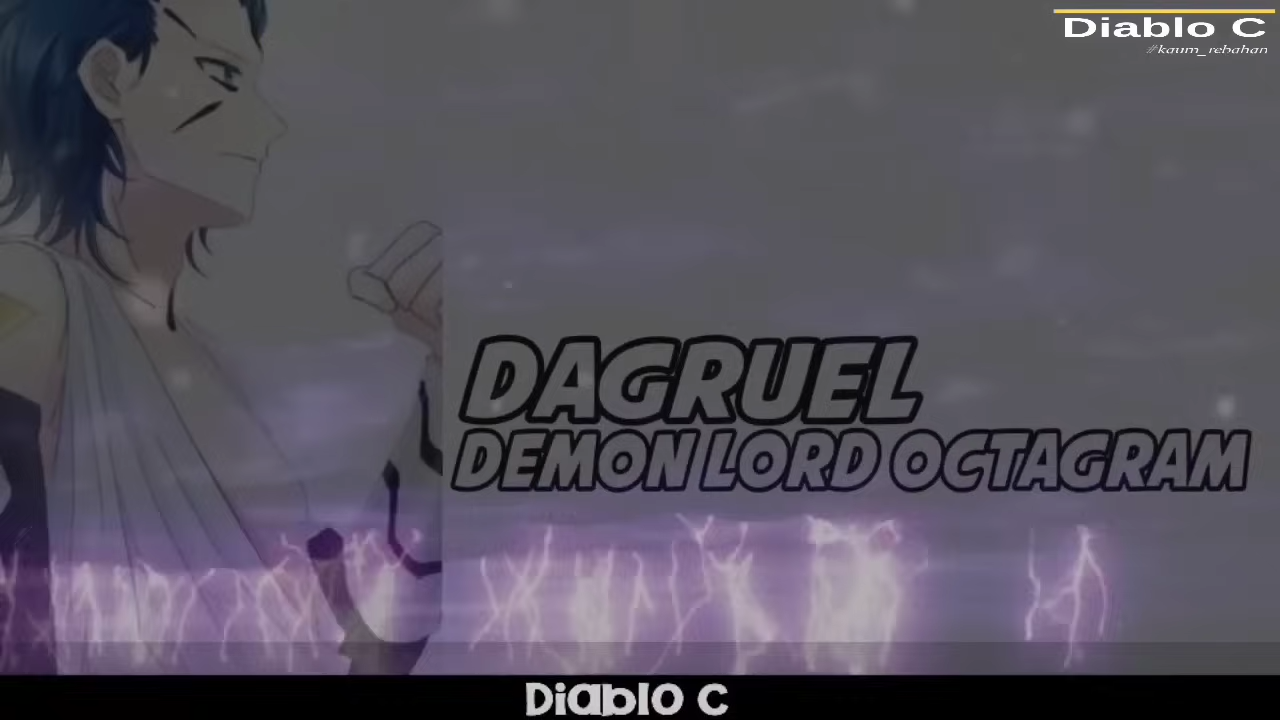 Diablo C
#kaum_rebahan
DAGRUEL
DEMON LORD OCTAGRAM
Diablo C